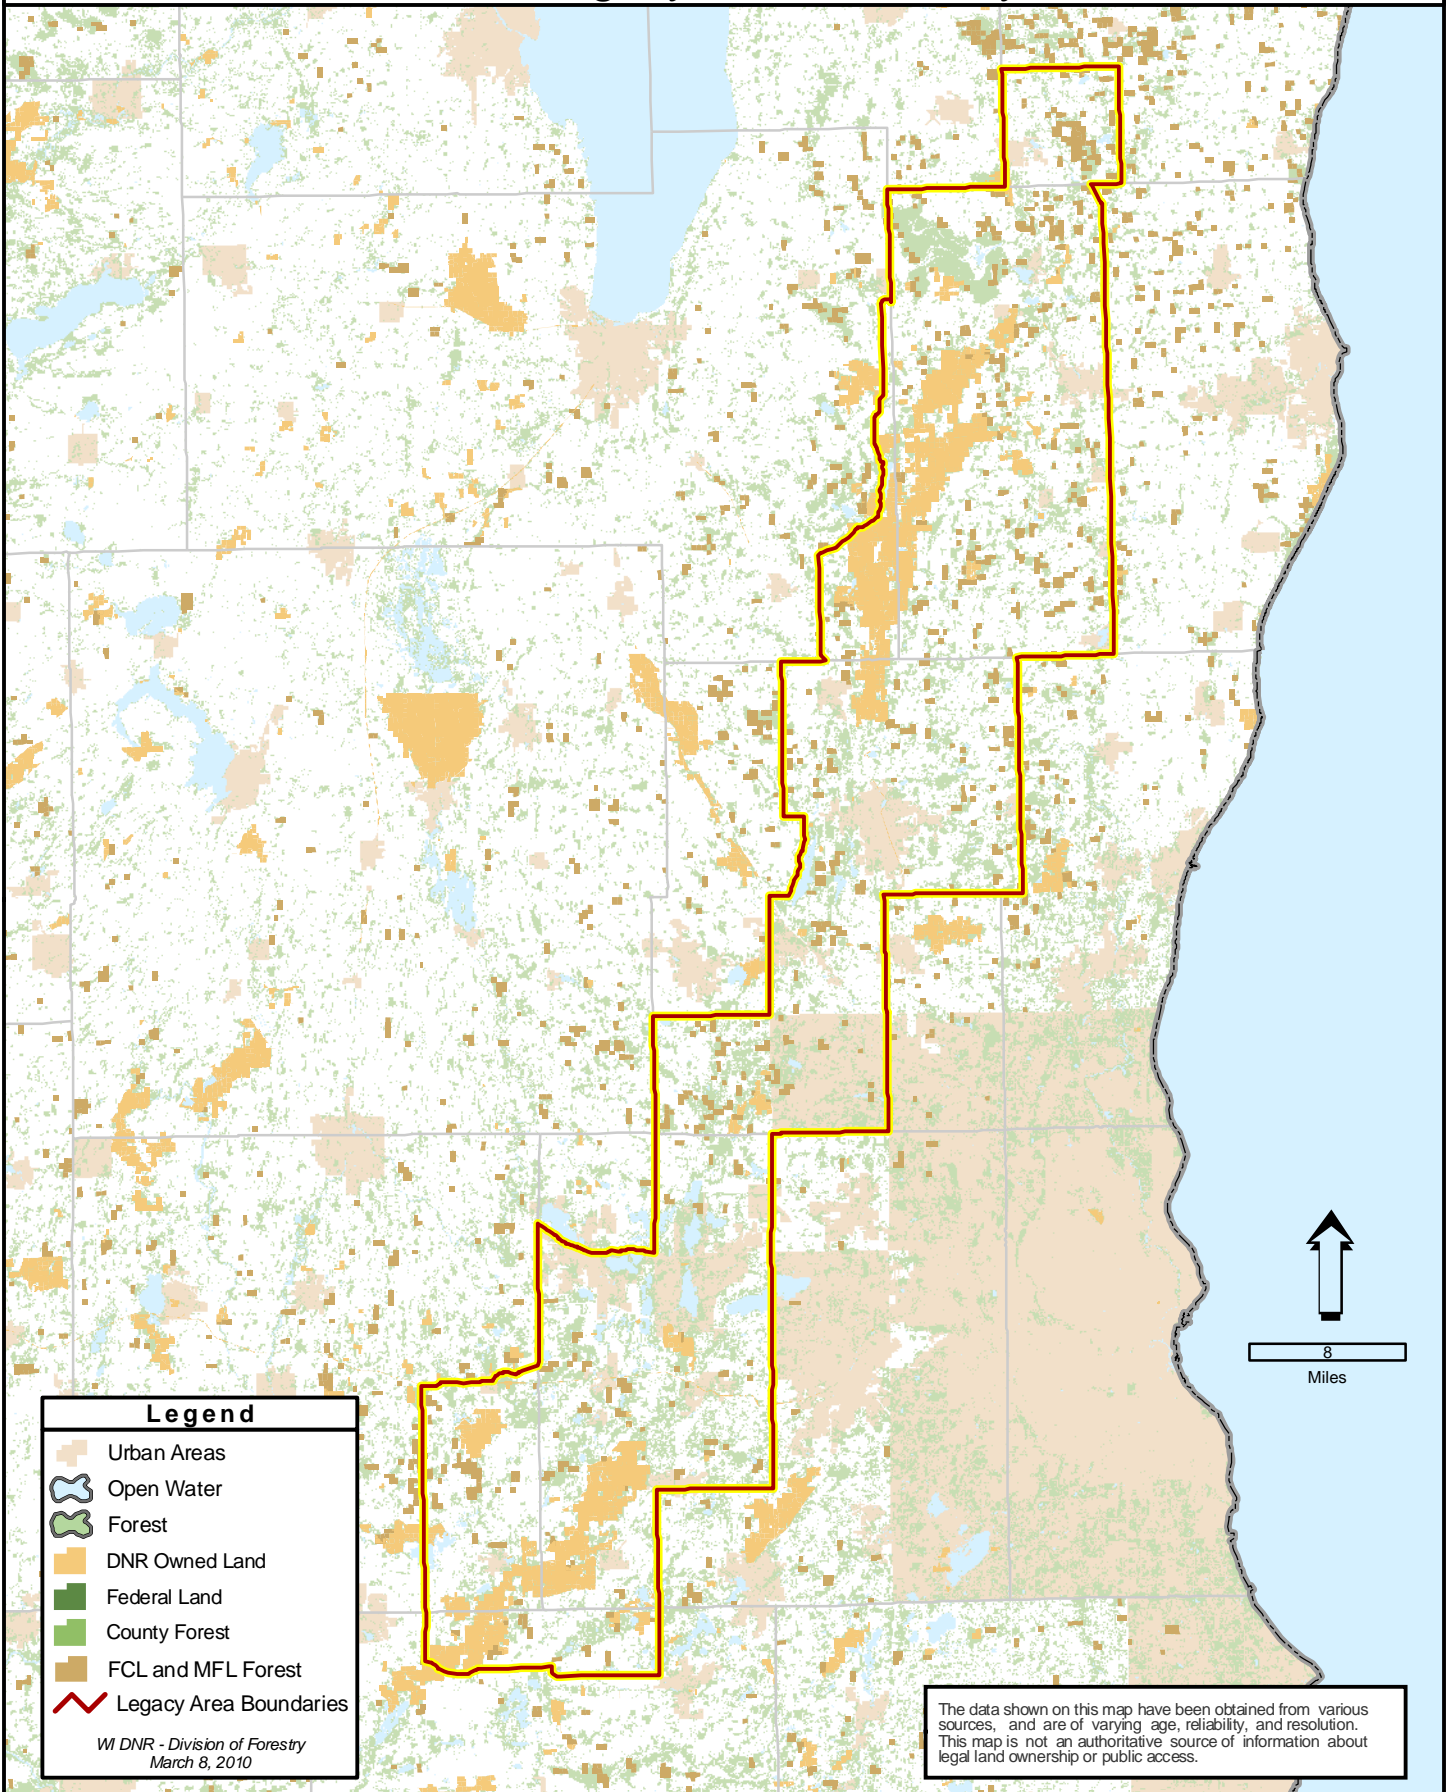 8
Miles
Legend
Urban Areas
Open Water
Forest
DNR Owned Land
Federal Land
County Forest
FCL and MFL Forest
Legacy Area Boundaries
WI DNR - Division of Forestry
March 8, 2010
The data shown on this map have been obtained from various
sources, and are of varying age, reliability, and resolution.
This map is not an authoritative source of information about
legal land ownership or public access.